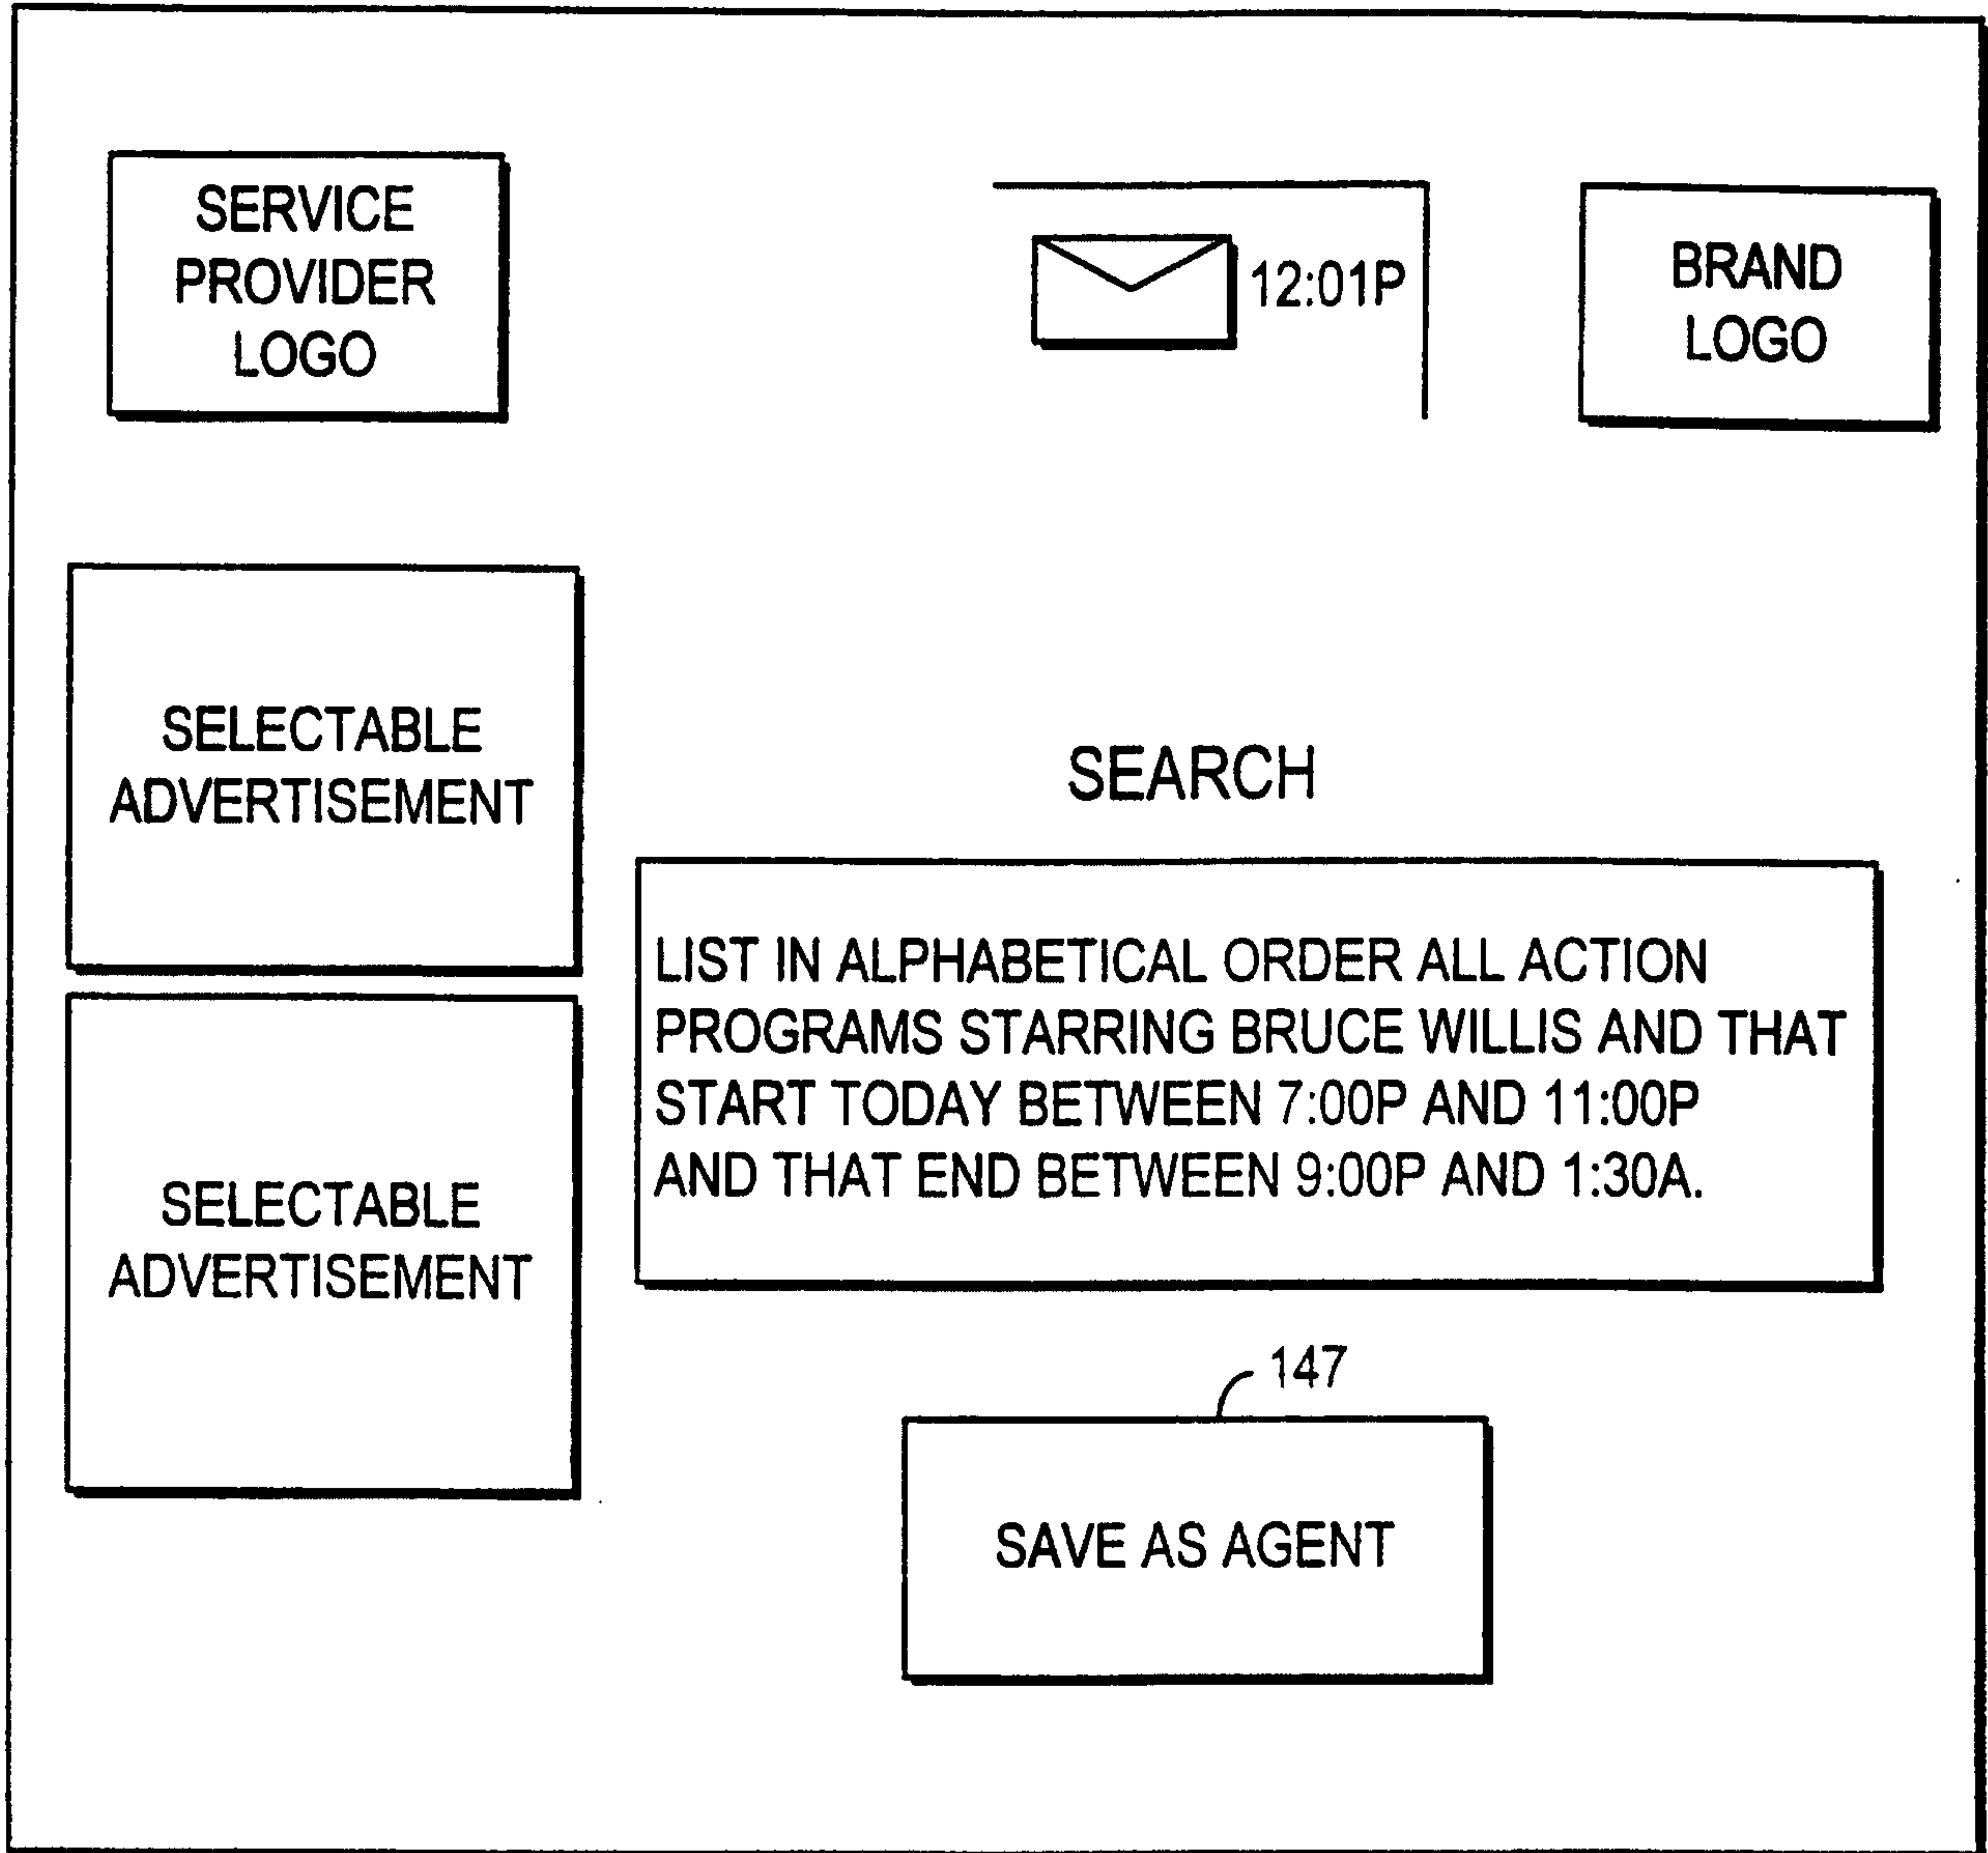 SERVICE
PROVIDER
LOGO
12:01P
BRAND
LOGO
SELECTABLE
ADVERTISEMENT
SEARCH
LIST IN ALPHABETICAL ORDER ALL ACTION
PROGRAMS STARRING BRUCE WILLIS AND THAT
START TODAY BETWEEN 7:00P AND 11:00P
AND THAT END BETWEEN 9:00P AND 1:30A.
SELECTABLE
ADVERTISEMENT
147
SAVE AS AGENT